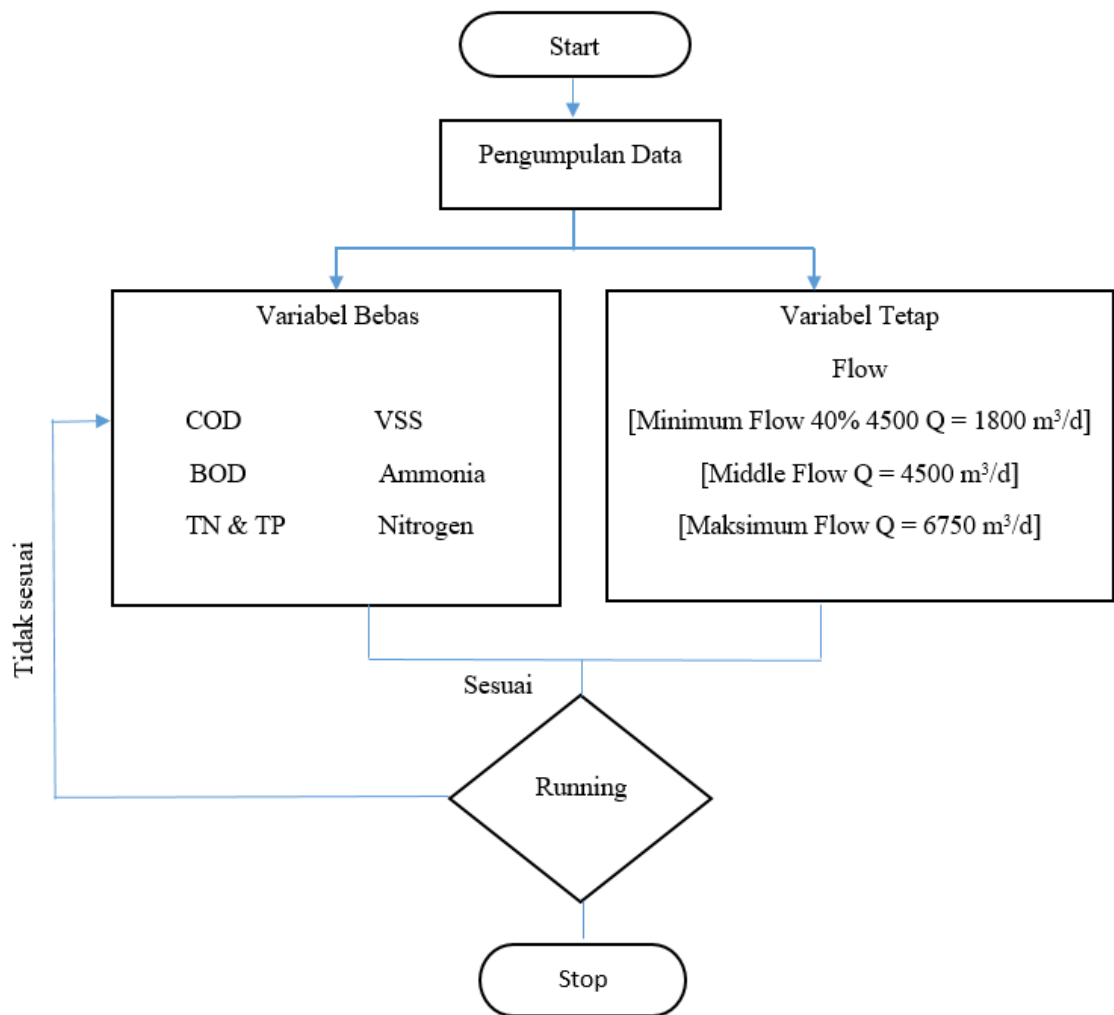 Start
Pengumpulan Data
Variabel Bebas
COD VSS
BOD Ammonia
TN & TP Nitrogen
Variabel Tetap
Flow
[Minimum Flow 40% 4500 Q = 1800 m³/d]
[Middle Flow Q = 4500 m³/d]
[Maksimum Flow Q = 6750 m³/d]
Tidak sesuai
Sesuai
Running
Stop